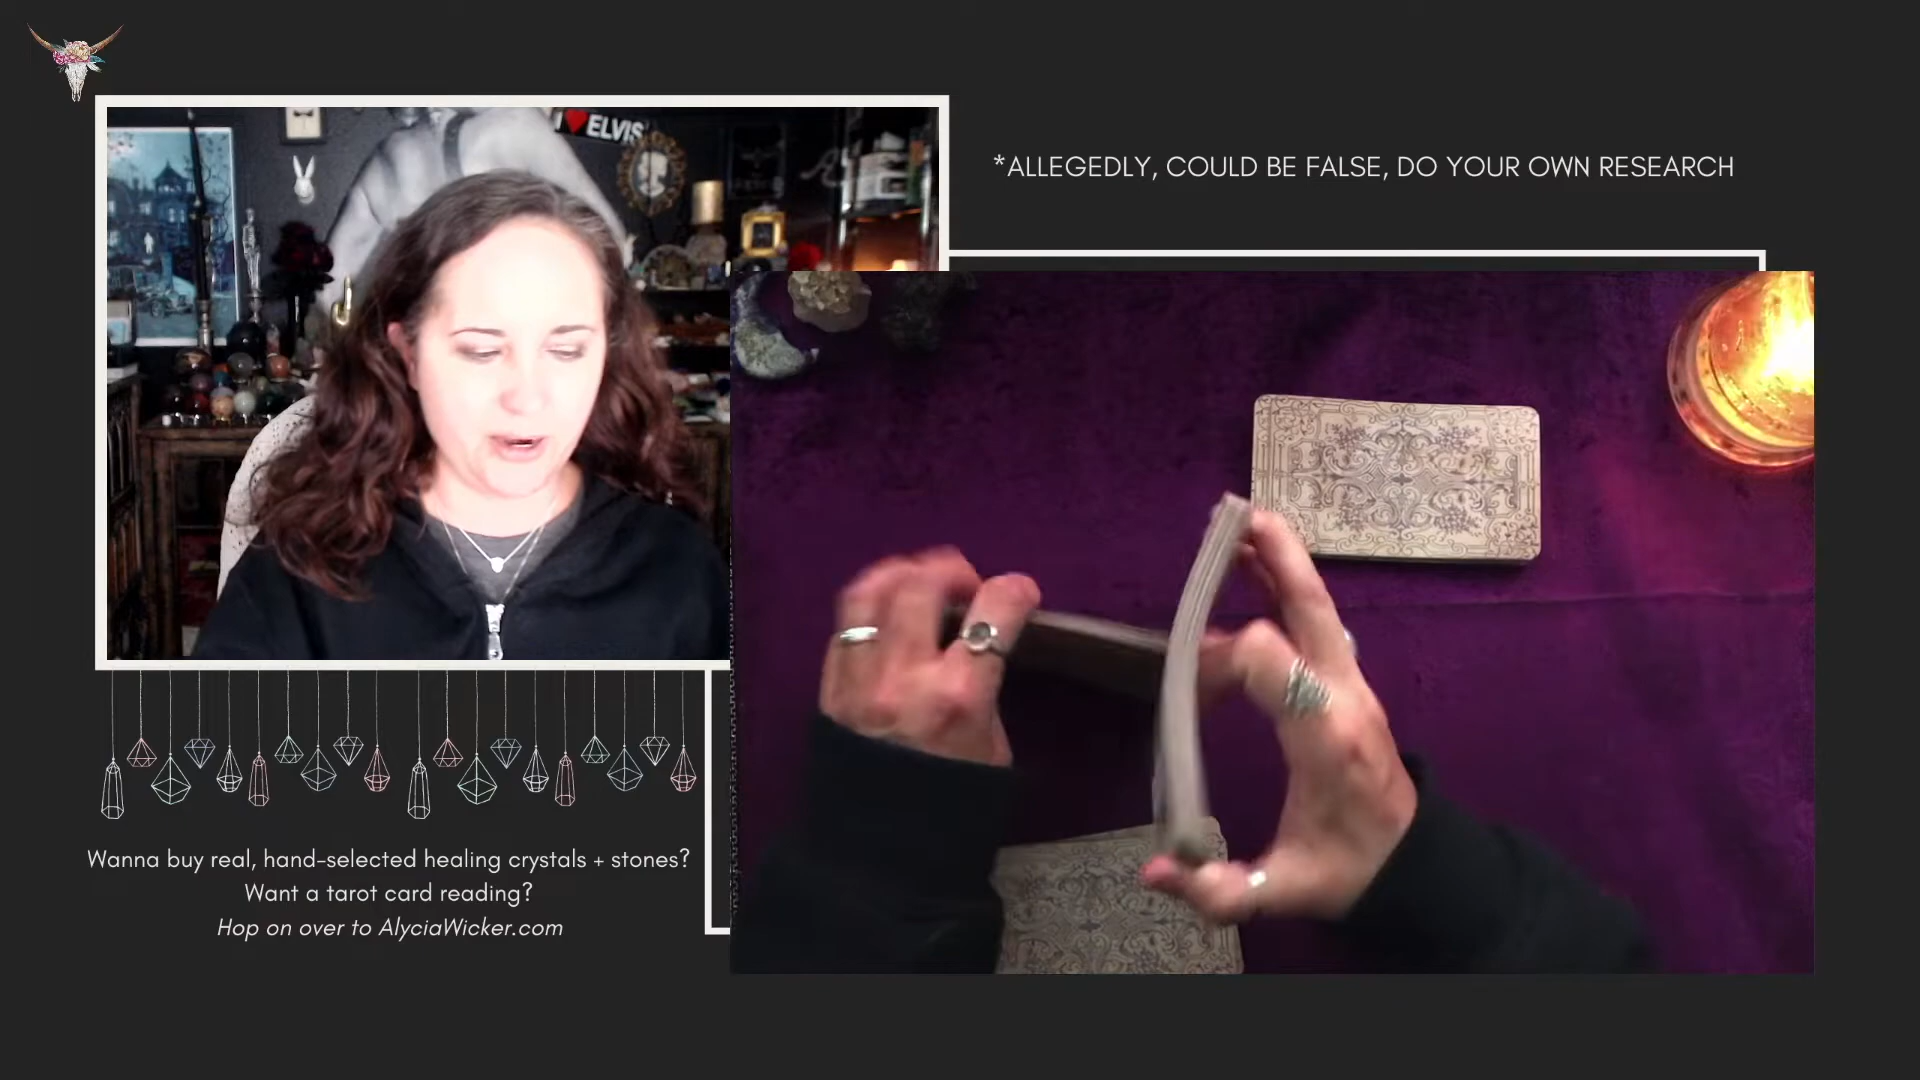 I ❤ ELVIS
*ALLEGEDLY, COULD BE FALSE, DO YOUR OWN RESEARCH
Wanna buy real, hand-selected healing crystals + stones?
Want a tarot card reading?
Hop on over to AlyciaWicker.com